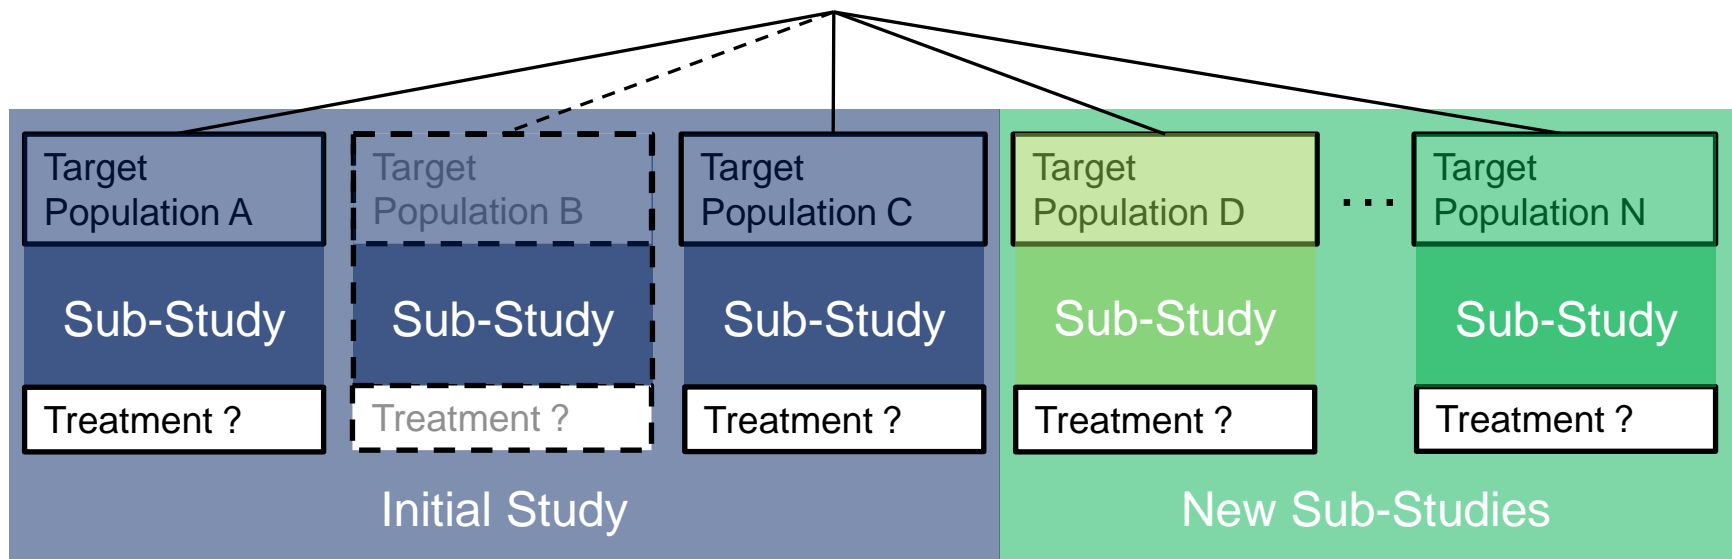 Target
Population A
Target
Population B
Target
Population C
Target
Population D
...
Target
Population N
Sub-Study
Sub-Study
Sub-Study
Sub-Study
Sub-Study
Treatment ?
Treatment ?
Treatment ?
Treatment ?
Treatment ?
Initial Study
New Sub-Studies